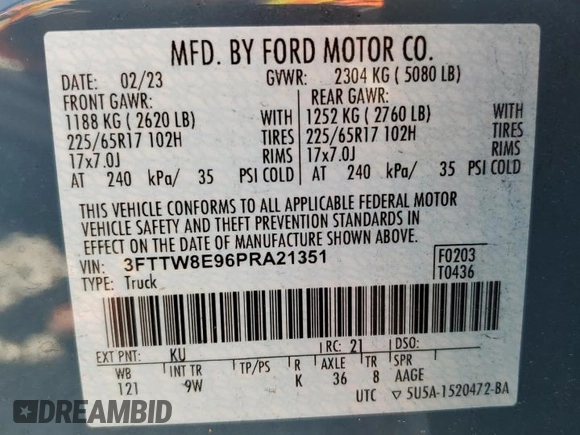 MFD. BY FORD MOTOR CO.
DATE: 02/23 GVWR: 2304 KG ( 5080 LB)
FRONT GAWR: REAR GAWR:
1188 KG ( 2620 LB) WITH 1252 KG ( 2760 LB) WITH
225/65R17 102H TIRES 225/65R17 102H TIRES
17x7.0J RIMS 17x7.0J RIMS
AT 240 kPa/ 35 PSI COLD AT 240 kPa/ 35 PSI COLD
THIS VEHICLE CONFORMS TO ALL APPLICABLE FEDERAL MOTOR
VEHICLE SAFETY AND THEFT PREVENTION STANDARDS IN
EFFECT ON THE DATE OF MANUFACTURE SHOWN ABOVE.
VIN: 3FTTW8E96PRA21351 F0203
TYPE: Truck T0436
EXT PNT: KU RC: 21 DSO:
WB INT TR TP/PS R AXLE TR SPR
121 9W K 36 8 AAGE
UTC ▽ 5U5A-1520472-BA
DREAMBID